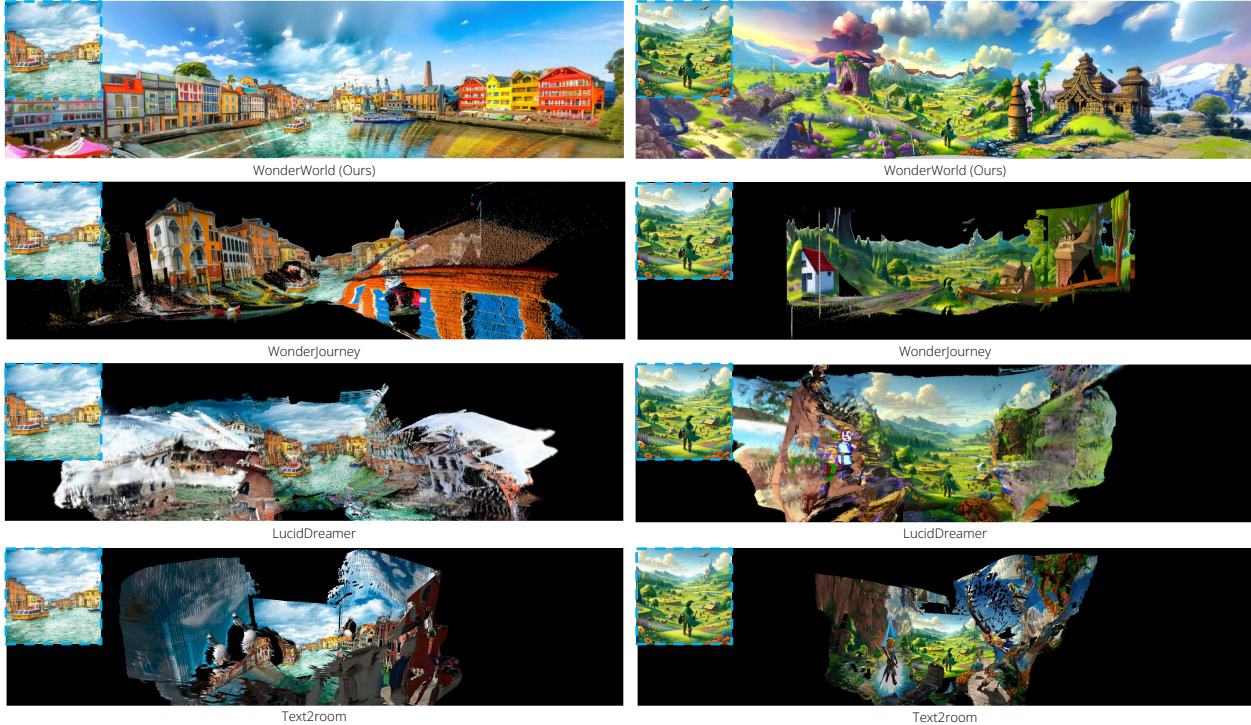 WonderWorld (Ours)
WonderWorld (Ours)
WonderJourney
WonderJourney
LucidDreamer
LucidDreamer
Text2room
Text2room